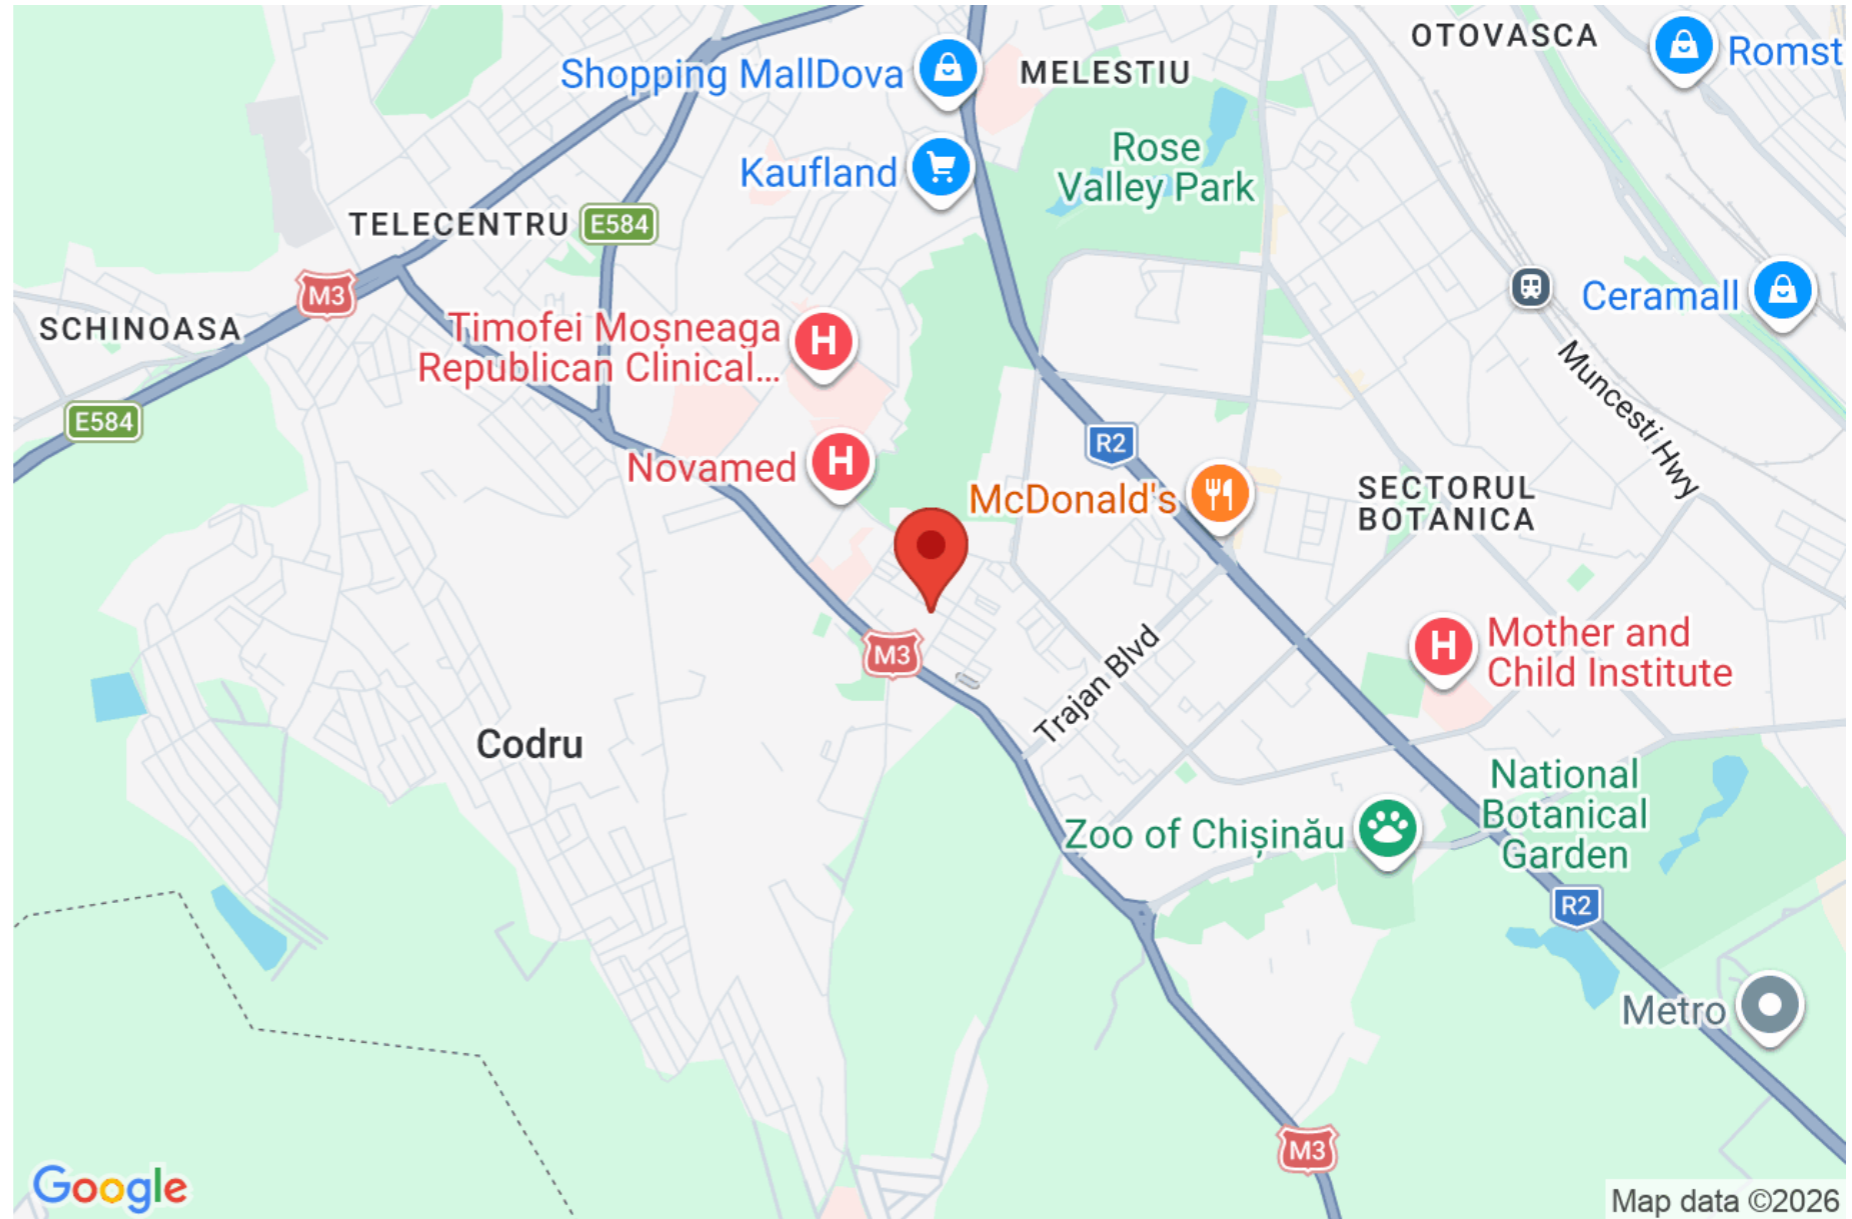 OTOVASCA
Romst
Shopping MallDova
MELESTIU
Rose
Valley Park
Kaufland
TELECENTRU
E584
M3
Ceramall
SCHINOASA
Timofei Moșneaga
Republican Clinical...
Muncesti Hwy
E584
R2
Novamed
McDonald's
SECTORUL
BOTANICA
M3
Mother and
Child Institute
Trajan Blvd
Codru
National
Botanical
Garden
Zoo of Chișinău
R2
Metro
M3
Google
Map data ©2026